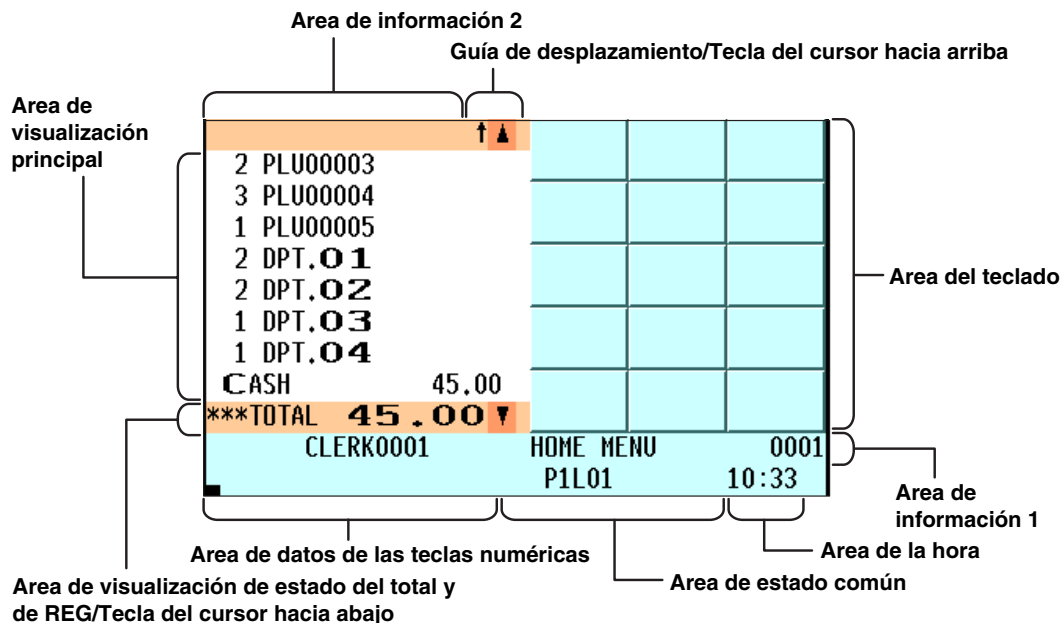 Area de información 2
Guía de desplazamiento/Tecla del cursor hacia arriba
Area de
visualización
principal
2 PLU00003
3 PLU00004
1 PLU00005
2 DPT.01
2 DPT.02
1 DPT.03
1 DPT.04
CASH 45.00
***TOTAL 45.00
Area del teclado
CLERK0001 HOME MENU 0001
P1L01 10:33
Area de
información 1
Area de datos de las teclas numéricas
Area de la hora
Area de estado común
Area de visualización de estado del total y
de REG/Tecla del cursor hacia abajo